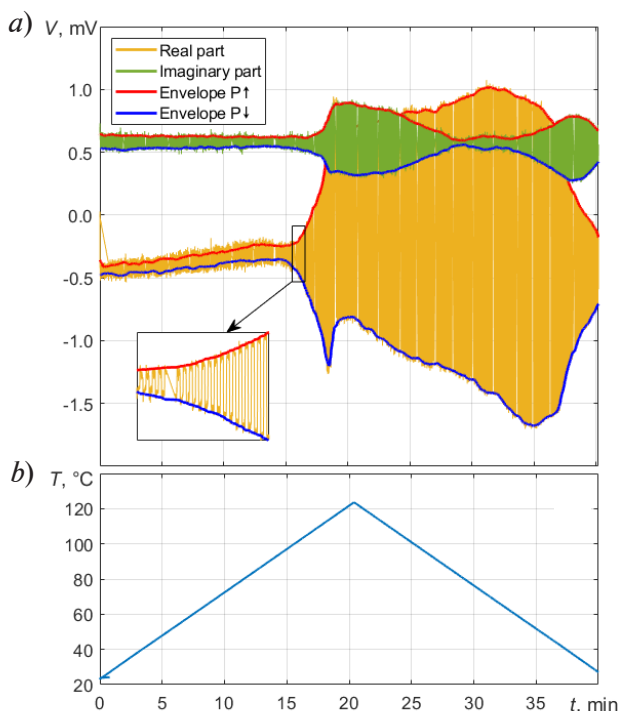 a) V, mV
Real part
Imaginary part
Envelope P↑
Envelope P↓
1.0
0.5
0.0
-0.5
-1.0
-1.5
b) T, °C
120
100
80
60
40
20
0 5 10 15 20 25 30 35 t, min